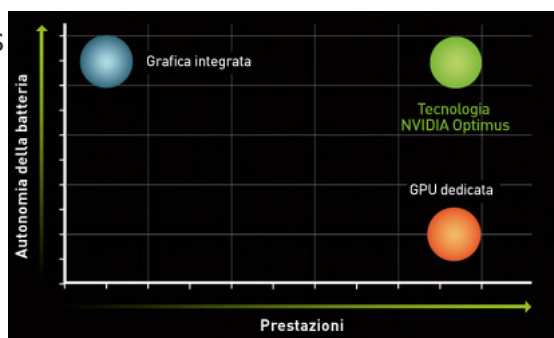 Grafica integrata
Tecnologia
NVIDIA Optimus
GPU dedicata
Autonomia della batteria
Prestazioni